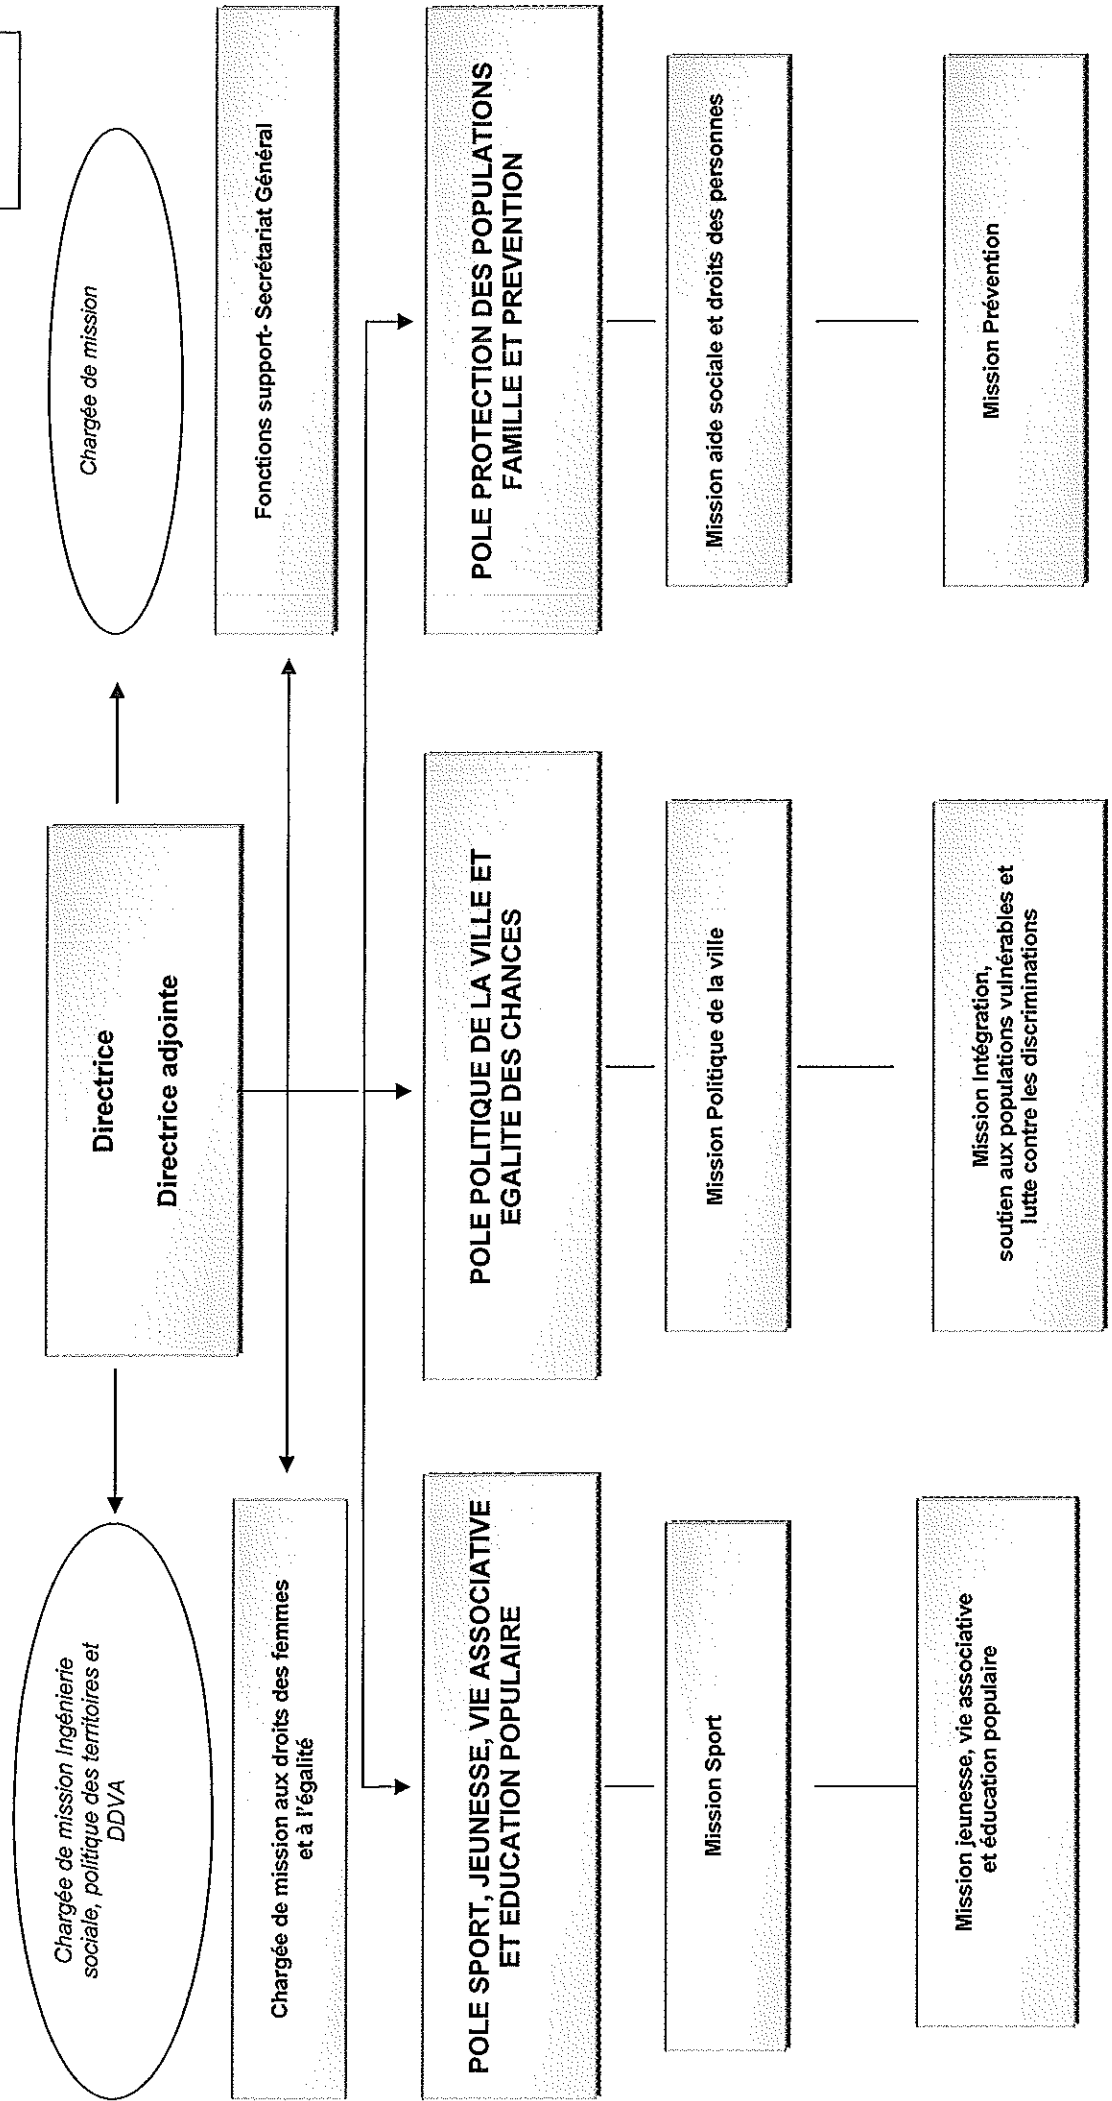 Chargée de mission Ingénierie
sociale, politique des territoires et
DDVA
Directrice
Directrice adjointe
Chargée de mission
Chargée de mission aux droits des femmes
et à l'égalité
Fonctions support- Secrétariat Général
POLE SPORT, JEUNESSE, VIE ASSOCIATIVE
ET EDUCATION POPULAIRE
POLE POLITIQUE DE LA VILLE ET
EGALITE DES CHANCES
POLE PROTECTION DES POPULATIONS
FAMILLE ET PREVENTION
Mission Sport
Mission Politique de la ville
Mission aide sociale et droits des personnes
Mission jeunesse, vie associative
et éducation populaire
Mission Intégration,
soutien aux populations vulnérables et
lutte contre les discriminations
Mission Prévention